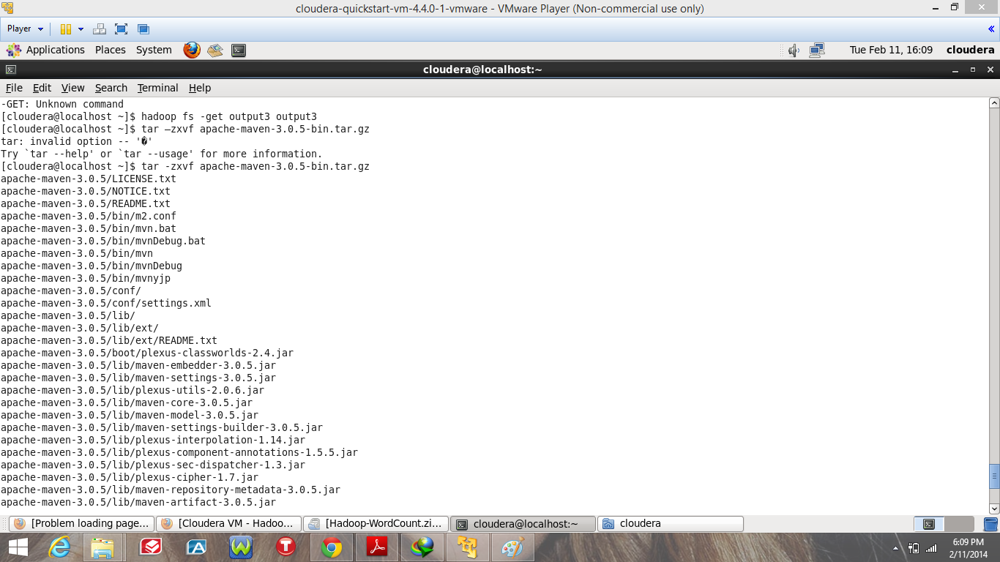 cloudera-quickstart-vm-4.4.0-1-vmware - VMware Player (Non-commercial use only)
Player
Applications Places System Tue Feb 11, 16:09 cloudera
cloudera@localhost:~
File Edit View Search Terminal Help
-GET: Unknown command
[cloudera@localhost ~]$ hadoop fs -get output3 output3
[cloudera@localhost ~]$ tar –zxvf apache-maven-3.0.5-bin.tar.gz
tar: invalid option -- '�'
Try `tar --help' or `tar --usage' for more information.
[cloudera@localhost ~]$ tar -zxvf apache-maven-3.0.5-bin.tar.gz
apache-maven-3.0.5/LICENSE.txt
apache-maven-3.0.5/NOTICE.txt
apache-maven-3.0.5/README.txt
apache-maven-3.0.5/bin/m2.conf
apache-maven-3.0.5/bin/mvn.bat
apache-maven-3.0.5/bin/mvnDebug.bat
apache-maven-3.0.5/bin/mvn
apache-maven-3.0.5/bin/mvnDebug
apache-maven-3.0.5/bin/mvnyjp
apache-maven-3.0.5/conf/
apache-maven-3.0.5/conf/settings.xml
apache-maven-3.0.5/lib/
apache-maven-3.0.5/lib/ext/
apache-maven-3.0.5/lib/ext/README.txt
apache-maven-3.0.5/boot/plexus-classworlds-2.4.jar
apache-maven-3.0.5/lib/maven-embedder-3.0.5.jar
apache-maven-3.0.5/lib/maven-settings-3.0.5.jar
apache-maven-3.0.5/lib/plexus-utils-2.0.6.jar
apache-maven-3.0.5/lib/maven-core-3.0.5.jar
apache-maven-3.0.5/lib/maven-model-3.0.5.jar
apache-maven-3.0.5/lib/maven-settings-builder-3.0.5.jar
apache-maven-3.0.5/lib/plexus-interpolation-1.14.jar
apache-maven-3.0.5/lib/plexus-component-annotations-1.5.5.jar
apache-maven-3.0.5/lib/plexus-sec-dispatcher-1.3.jar
apache-maven-3.0.5/lib/plexus-cipher-1.7.jar
apache-maven-3.0.5/lib/maven-repository-metadata-3.0.5.jar
apache-maven-3.0.5/lib/maven-artifact-3.0.5.jar
[Problem loading page... [Cloudera VM - Hadoo... [Hadoop-WordCount.zi... cloudera@localhost:~ cloudera
6:09 PM
2/11/2014